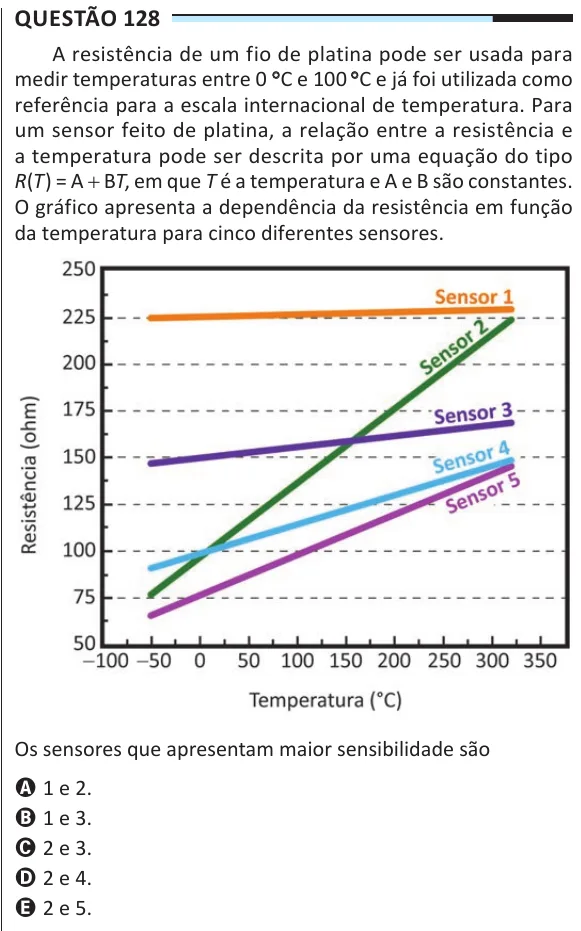 QUESTÃO 128
A resistência de um fio de platina pode ser usada para
medir temperaturas entre 0 °C e 100 °C e já foi utilizada como
referência para a escala internacional de temperatura. Para
um sensor feito de platina, a relação entre a resistência e
a temperatura pode ser descrita por uma equação do tipo
R(T) = A + BT, em que T é a temperatura e A e B são constantes.
O gráfico apresenta a dependência da resistência em função
da temperatura para cinco diferentes sensores.
250
225
200
175
150
125
100
75
50
Resistência (ohm)
Sensor 1
Sensor 2
Sensor 3
Sensor 4
Sensor 5
−100 −50 0 50 100 150 200 250 300 350
Temperatura (°C)
Os sensores que apresentam maior sensibilidade são
A 1 e 2.
B 1 e 3.
C 2 e 3.
D 2 e 4.
E 2 e 5.